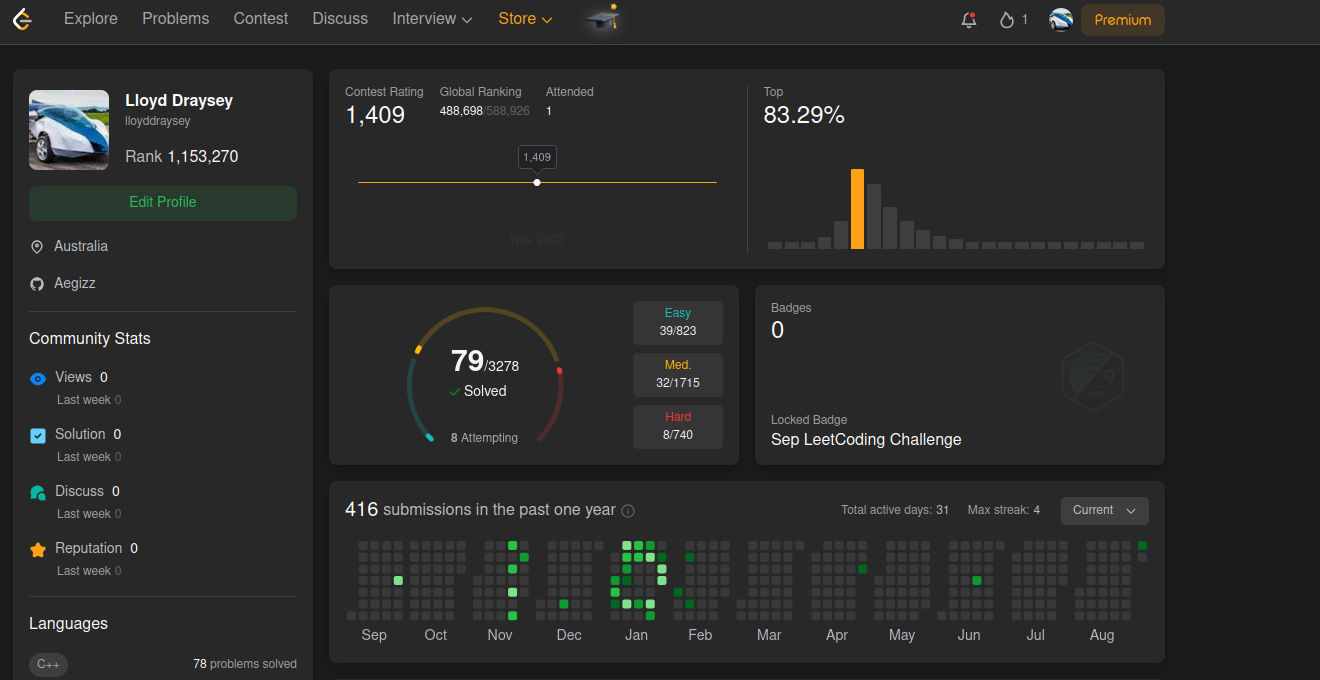 Explore Problems Contest Discuss Interview Store 1 Premium
Lloyd Draysey
lloyddraysey
Rank 1,153,270
Edit Profile
Australia
Aegizz
Community Stats
Views 0
Last week 0
Solution 0
Last week 0
Discuss 0
Last week 0
Reputation 0
Last week 0
Languages
C++ 78 problems solved
Contest Rating Global Ranking Attended
1,409 488,698/588,926 1
1,409
Nov 2023
Top
83.29%
79/3278
Solved
8 Attempting
Easy
39/823
Med.
32/1715
Hard
8/740
Badges
0
9
Locked Badge
Sep LeetCoding Challenge
416 submissions in the past one year Total active days: 31 Max streak: 4 Current
Sep Oct Nov Dec Jan Feb Mar Apr May Jun Jul Aug